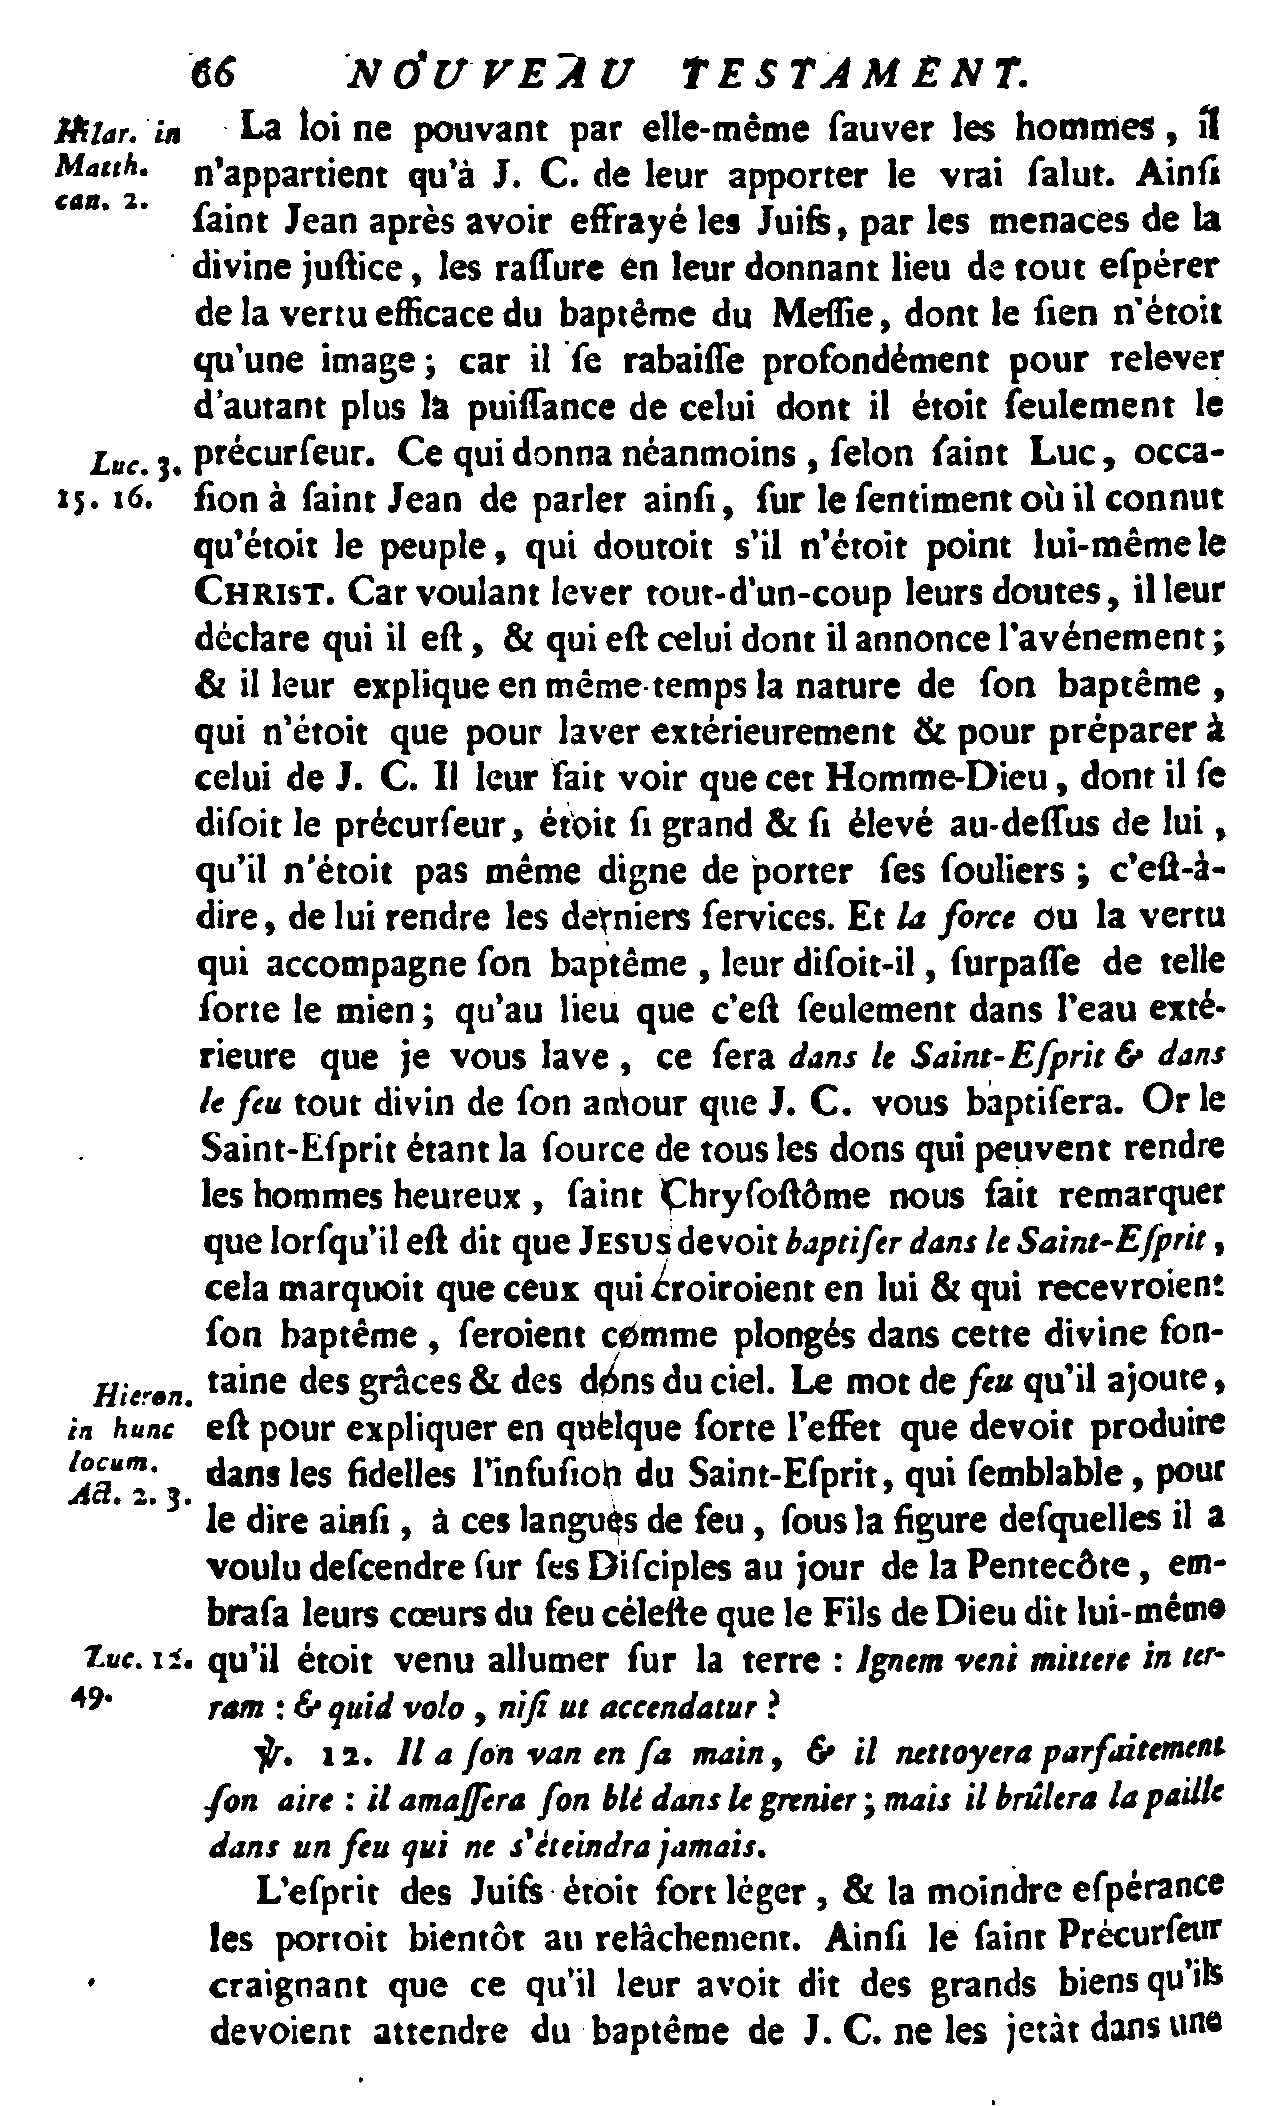 66 NOUVEAU TESTAMENT.
Hilar. in
Matth.
can. 2.
La loi ne pouvant par elle-même ſauver les hommes, il
n'appartient qu'à J. C. de leur apporter le vrai ſalut. Ainſi
ſaint Jean après avoir effrayé les Juifs, par les menaces de la
divine juſtice, les raſſure en leur donnant lieu de tout eſpérer
de la vertu efficace du baptême du Meſſie, dont le ſien n'étoit
qu'une image; car il ſe rabaiſſe profondément pour relever
d'autant plus la puiſſance de celui dont il étoit ſeulement le
Luc. 3.
15. 16.
précurſeur. Ce qui donna néanmoins, ſelon ſaint Luc, occa-
ſion à ſaint Jean de parler ainſi, ſur le ſentiment où il connut
qu'étoit le peuple, qui doutoit s'il n'étoit point lui-même le
CHRIST. Car voulant lever tout-d'un-coup leurs doutes, il leur
déclare qui il eſt, & qui eſt celui dont il annonce l'avénement;
& il leur explique en même-temps la nature de ſon baptême,
qui n'étoit que pour laver extérieurement & pour préparer à
celui de J. C. Il leur fait voir que cet Homme-Dieu, dont il ſe
diſoit le précurſeur, étoit ſi grand & ſi élevé au-deſſus de lui,
qu'il n'étoit pas même digne de porter ſes ſouliers; c'eſt-à-
dire, de lui rendre les derniers ſervices. Et la force ou la vertu
qui accompagne ſon baptême, leur diſoit-il, ſurpaſſe de telle
ſorte le mien; qu'au lieu que c'eſt ſeulement dans l'eau exté-
rieure que je vous lave, ce ſera dans le Saint-Eſprit & dans
le feu tout divin de ſon amour que J. C. vous baptiſera. Or le
Saint-Eſprit étant la ſource de tous les dons qui peuvent rendre
les hommes heureux, ſaint Chryſoſtôme nous fait remarquer
que lorſqu'il eſt dit que JESUS devoit baptiſer dans le Saint-Eſprit,
cela marquoit que ceux qui croiroient en lui & qui recevroient
ſon baptême, ſeroient comme plongés dans cette divine fon-
Hieron.
in hunc
locum.
Act. 2. 3.
taine des grâces & des dons du ciel. Le mot de feu qu'il ajoute,
eſt pour expliquer en quelque ſorte l'effet que devoit produire
dans les fidelles l'infuſion du Saint-Eſprit, qui ſemblable, pour
le dire ainſi, à ces langues de feu, ſous la figure deſquelles il a
voulu deſcendre ſur ſes Diſciples au jour de la Pentecôte, em-
braſa leurs cœurs du feu céleſte que le Fils de Dieu dit lui-même
Luc. 12.
49.
qu'il étoit venu allumer ſur la terre : Ignem veni mittere in ter-
ram : & quid volo, niſi ut accendatur ?
℣. 12. Il a ſon van en ſa main, & il nettoyera parfaitement
ſon aire : il amaſſera ſon blé dans le grenier; mais il brûlera la paille
dans un feu qui ne s'éteindra jamais.
L'eſprit des Juifs étoit fort léger, & la moindre eſpérance
les portoit bientôt au relâchement. Ainſi le ſaint Précurſeur
craignant que ce qu'il leur avoit dit des grands biens qu'ils
devoient attendre du baptême de J. C. ne les jetàt dans une